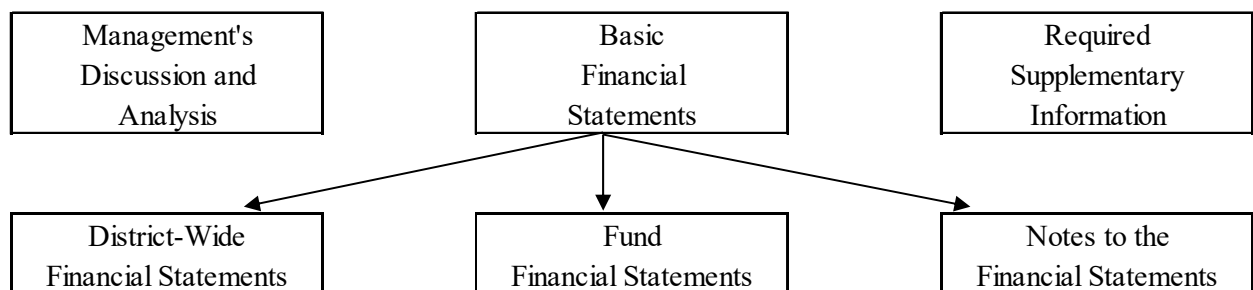 Management's
Discussion and
Analysis
Basic
Financial
Statements
Required
Supplementary
Information
District-Wide
Financial Statements
Fund
Financial Statements
Notes to the
Financial Statements